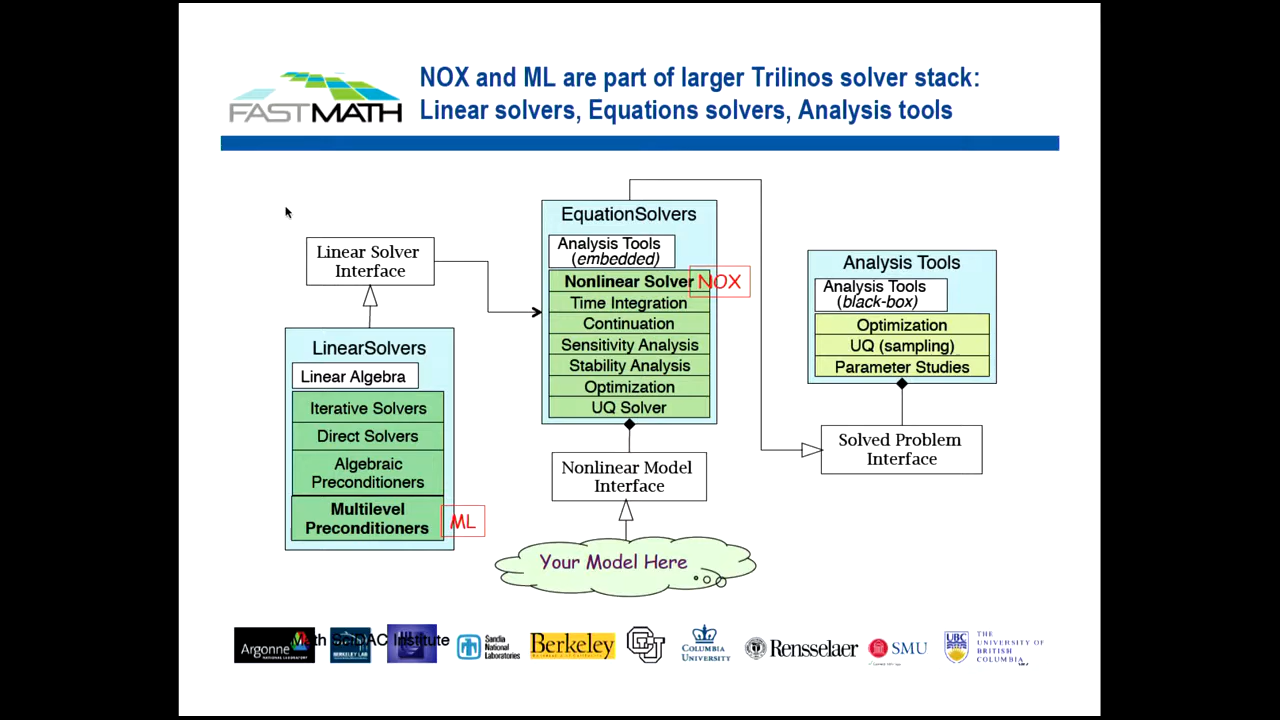 NOX and ML are part of larger Trilinos solver stack:
Linear solvers, Equations solvers, Analysis tools
FASTMATH
Linear Solver
Interface
LinearSolvers
Linear Algebra
Iterative Solvers
Direct Solvers
Algebraic
Preconditioners
Multilevel
Preconditioners
ML
EquationSolvers
Analysis Tools
(embedded)
Nonlinear Solver
NOX
Time Integration
Continuation
Sensitivity Analysis
Stability Analysis
Optimization
UQ Solver
Nonlinear Model
Interface
Your Model Here
Analysis Tools
Analysis Tools
(black-box)
Optimization
UQ (sampling)
Parameter Studies
Solved Problem
Interface
Argonne
Institute
BERKELEY LAB
Sandia
National
Laboratories
Berkeley
COLUMBIA
UNIVERSITY
Rensselaer
SMU
UBC
THE
UNIVERSITY OF
BRITISH
COLUMBIA